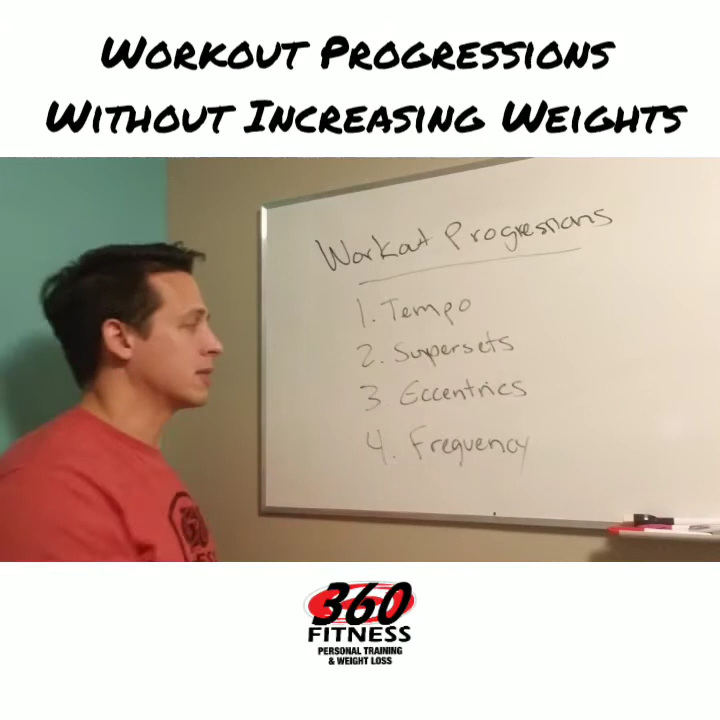 WORKOUT PROGRESSIONS
WITHOUT INCREASING WEIGHTS
Workout Progressions
1. Tempo
2. Supersets
3. Eccentrics
4. Frequency
360
FITNESS
PERSONAL TRAINING
& WEIGHT LOSS